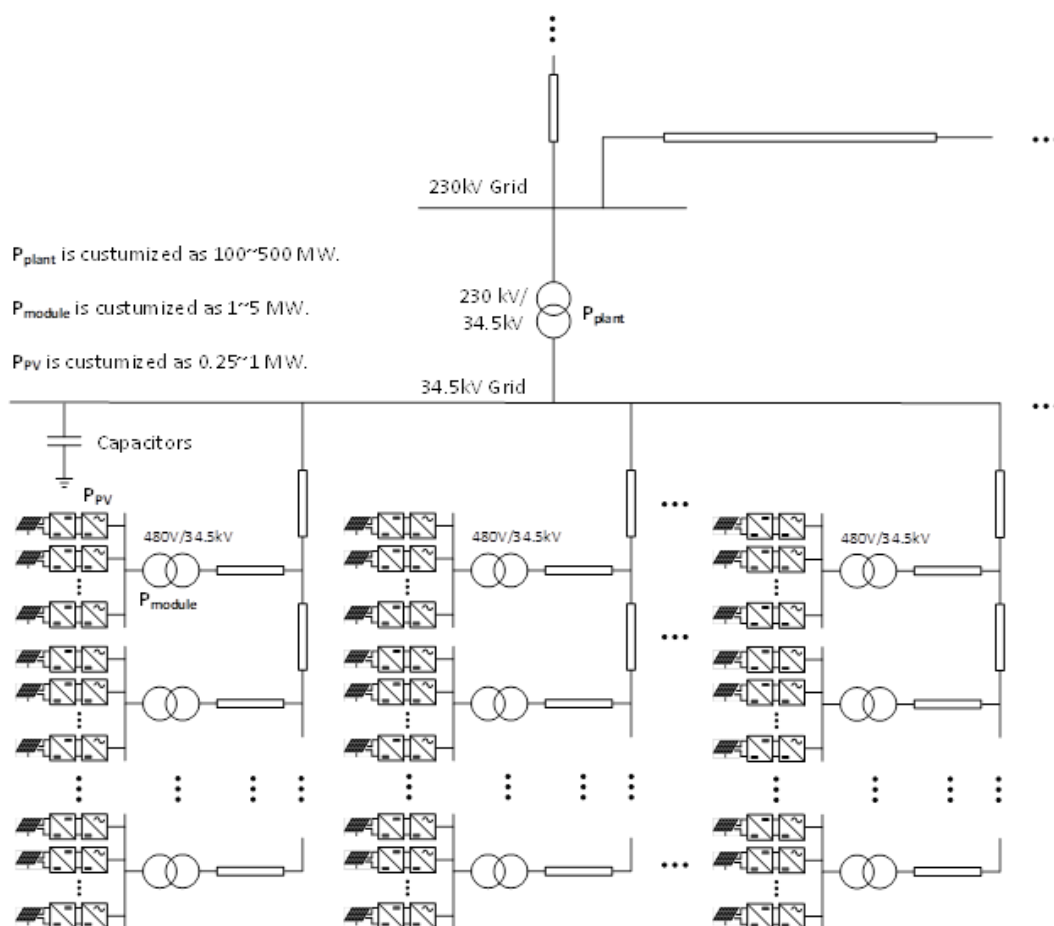 230kV Grid
P_plant is custumized as 100~500 MW.
P_module is custumized as 1~5 MW.
230 kV/
34.5kV
P_plant
P_PV is custumized as 0.25~1 MW.
34.5kV Grid
Capacitors
P_PV
480V/34.5kV
480V/34.5kV
480V/34.5kV
P_module